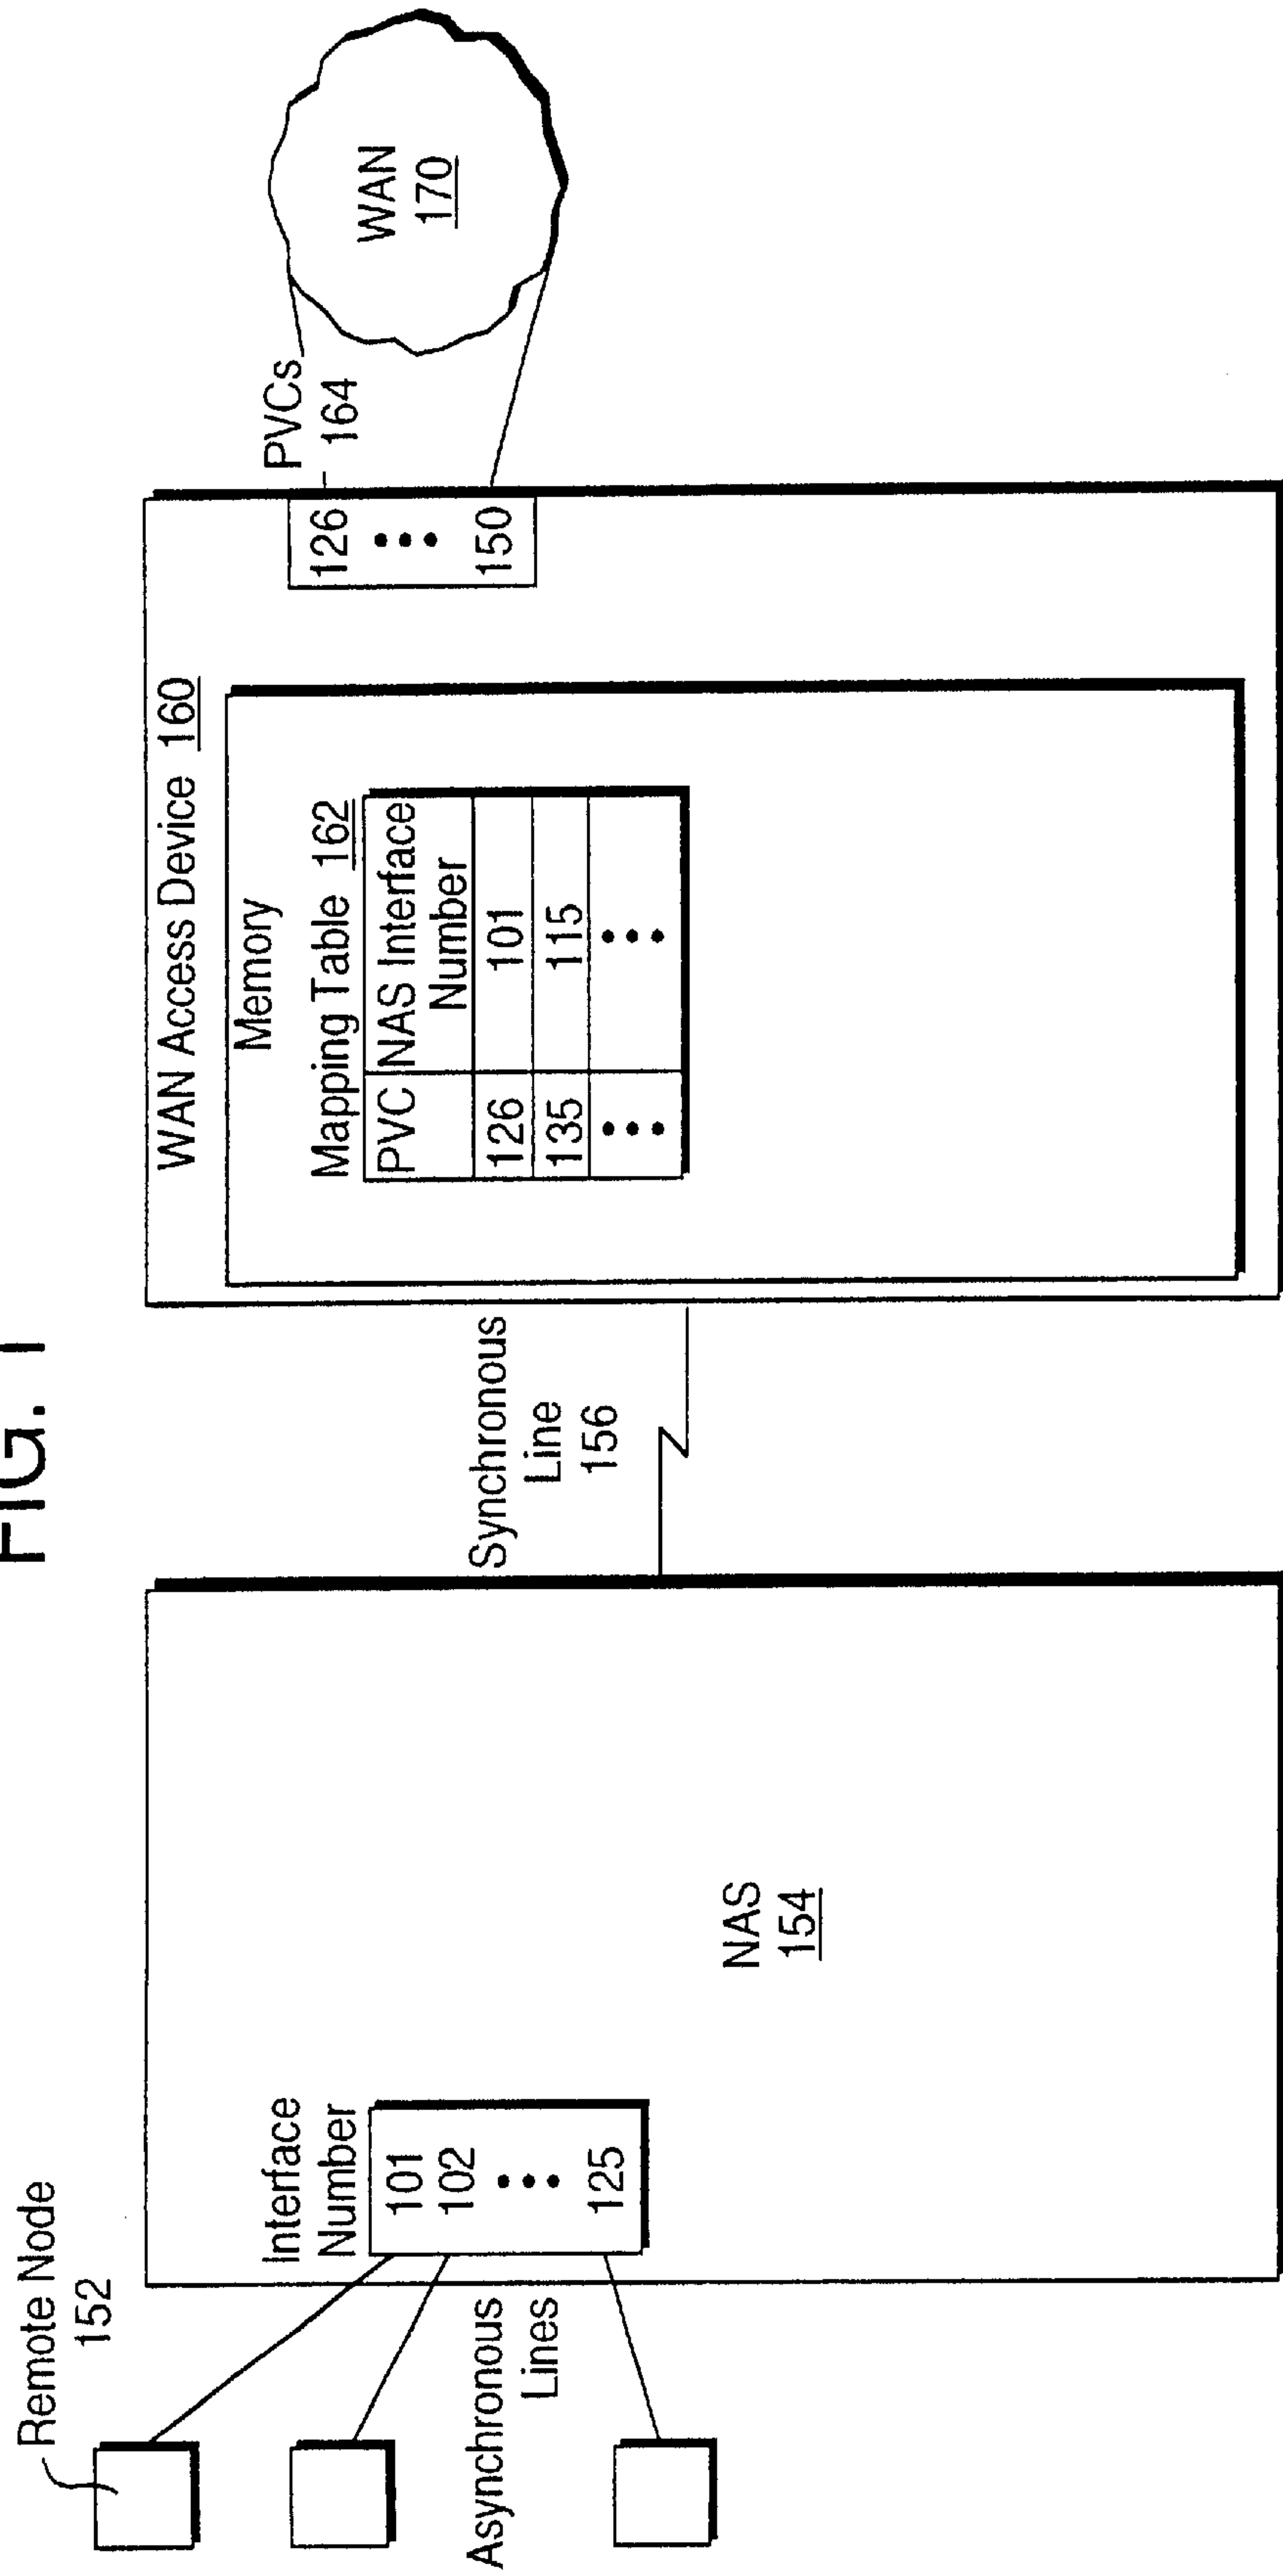 FIG. 1
Remote Node
152
Asynchronous
Lines
Interface
Number
101
102
125
NAS
154
Synchronous
Line
156
WAN Access Device 160
Memory
Mapping Table 162
PVC NAS Interface
Number
126 101
135 115
126
150
PVCs
164
WAN
170